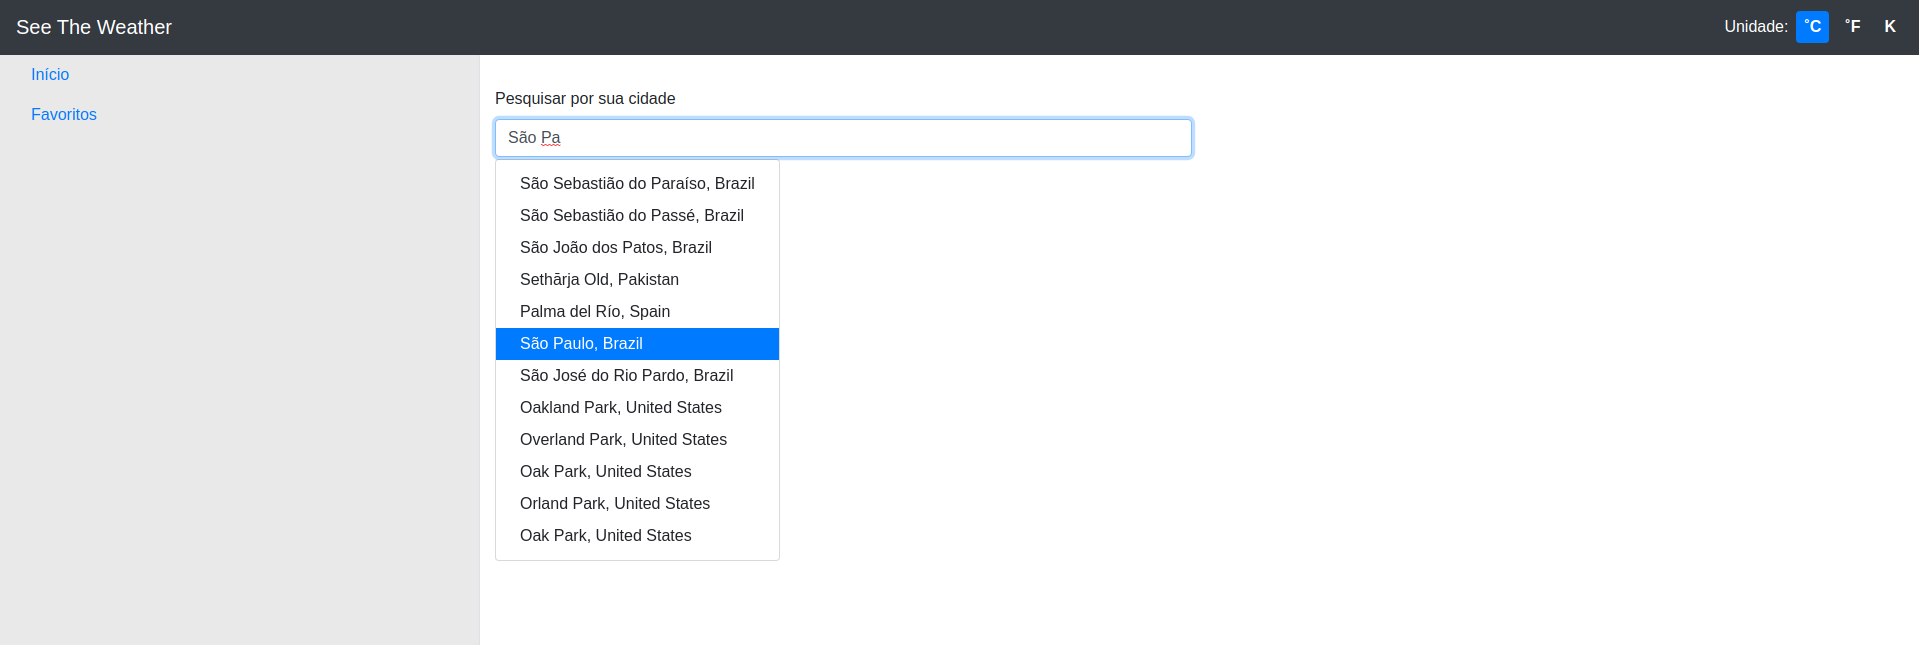 See The Weather
Unidade: °C °F K
Início
Favoritos
Pesquisar por sua cidade
São Pa
São Sebastião do Paraíso, Brazil
São Sebastião do Passé, Brazil
São João dos Patos, Brazil
Sethārja Old, Pakistan
Palma del Río, Spain
São Paulo, Brazil
São José do Rio Pardo, Brazil
Oakland Park, United States
Overland Park, United States
Oak Park, United States
Orland Park, United States
Oak Park, United States